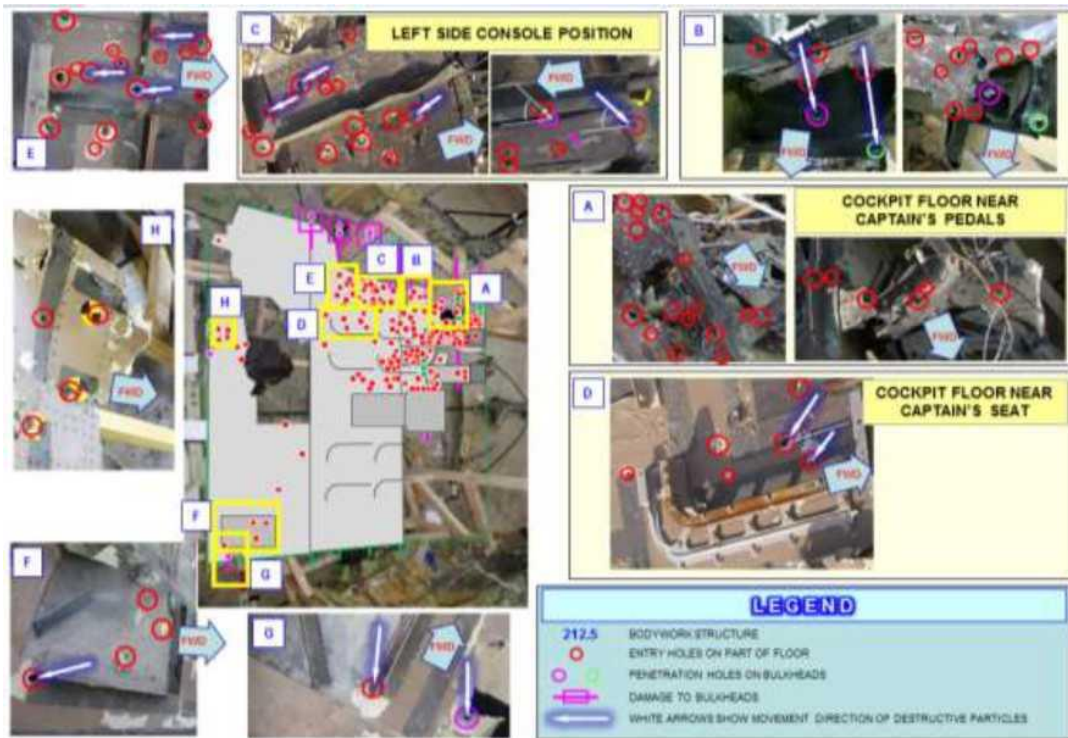 C
LEFT SIDE CONSOLE POSITION
B
FWD
FWD
FWD
FWD
FWD
E
H
FWD
C
B
E
A
H
D
F
G
A
COCKPIT FLOOR NEAR
CAPTAIN'S PEDALS
FWD
FWD
D
COCKPIT FLOOR NEAR
CAPTAIN'S SEAT
FWD
F
FWD
G
FWD
LEGEND
212.5 BODYWORK STRUCTURE
ENTRY HOLES ON PART OF FLOOR
PENETRATION HOLES ON BULKHEADS
DAMAGE TO BULKHEADS
WHITE ARROWS SHOW MOVEMENT DIRECTION OF DESTRUCTIVE PARTICLES